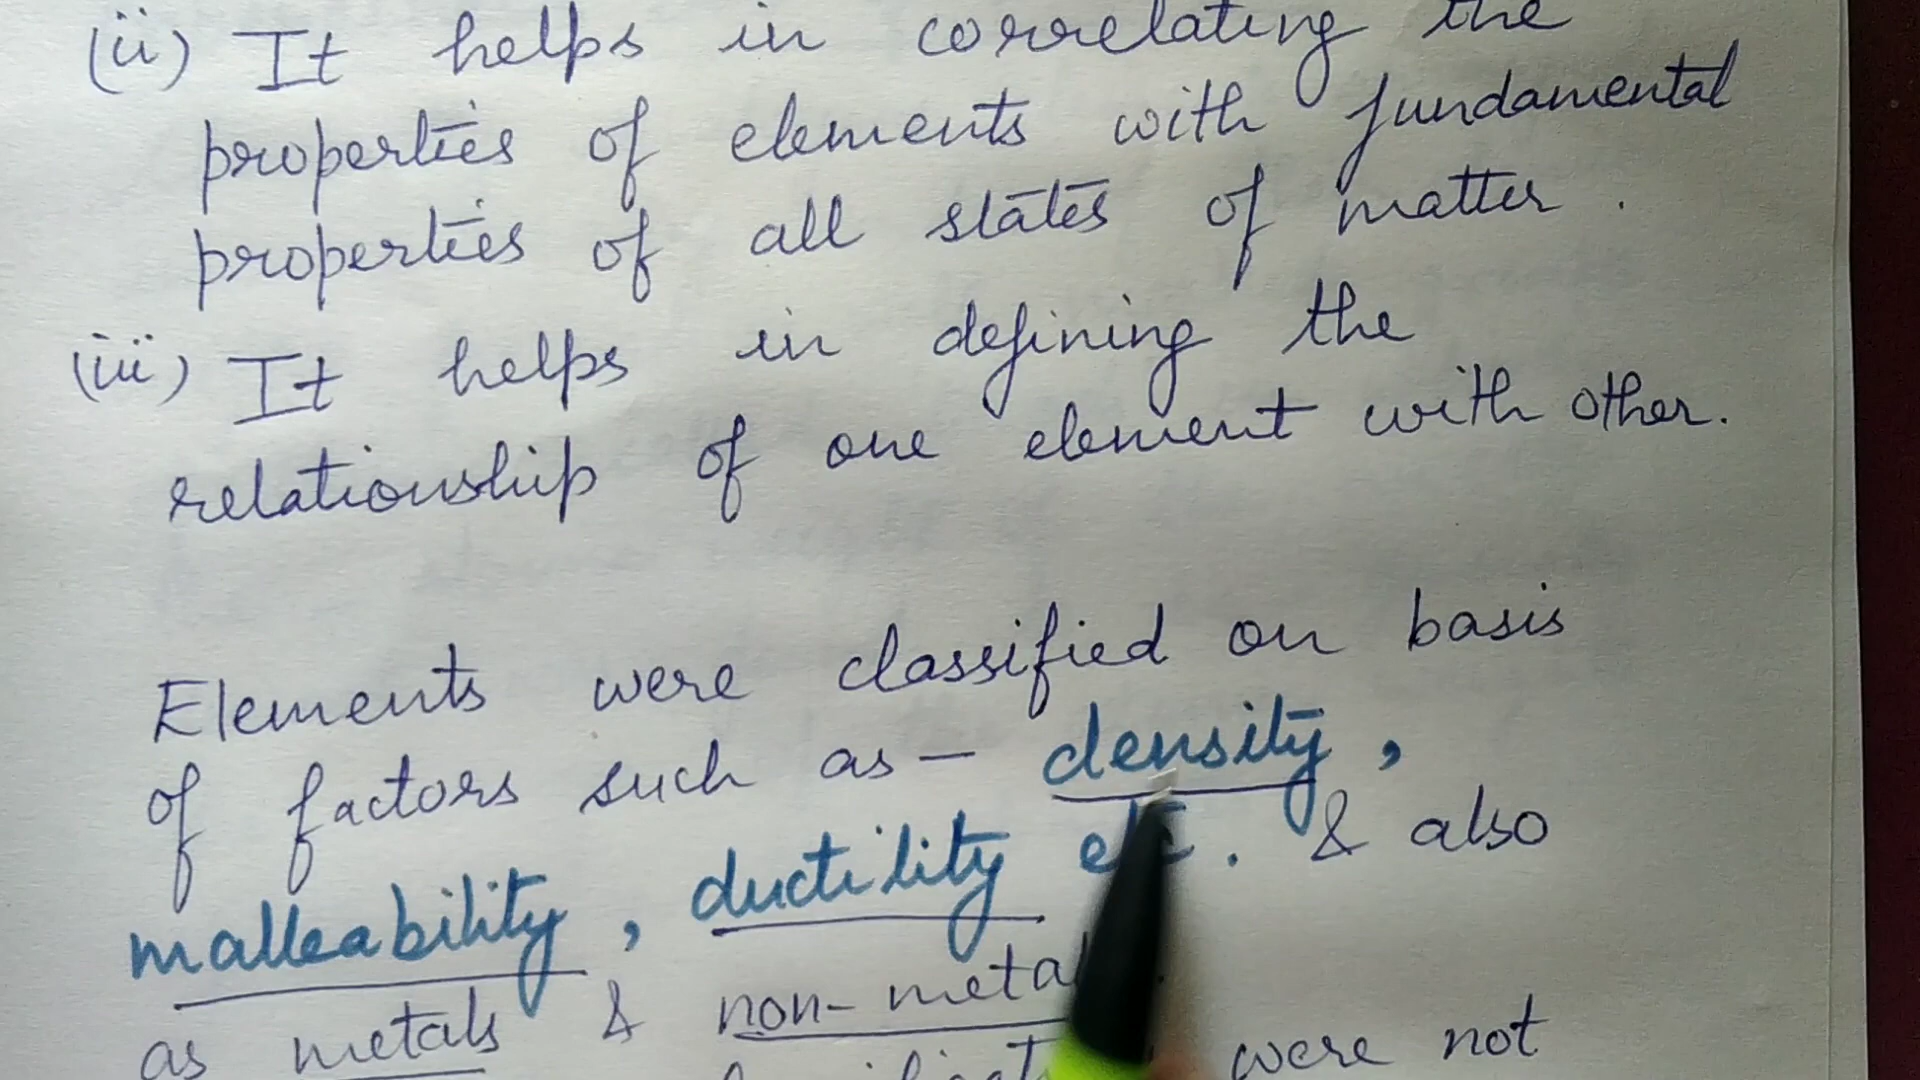 (ii) It helps in correlating the
properties of elements with fundamental
properties of all states of matter.
(iii) It helps in defining the
relationship of one element with other.
Elements were classified on basis
of factors such as - density,
malleability, ductility etc. & also
as metals & non-metal
were not